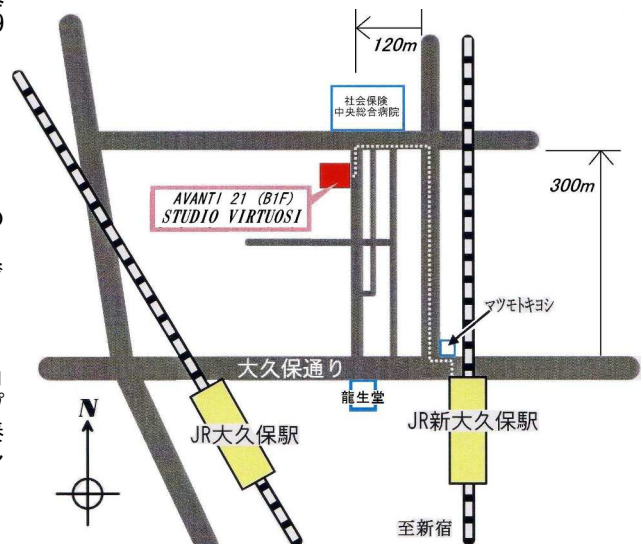 120m
社会保険
中央総合病院
AVANTI 21 (B1F)
STUDIO VIRTUOSI
300m
マツモトキヨシ
大久保通り
龍生堂
JR大久保駅
JR新大久保駅
N
至新宿